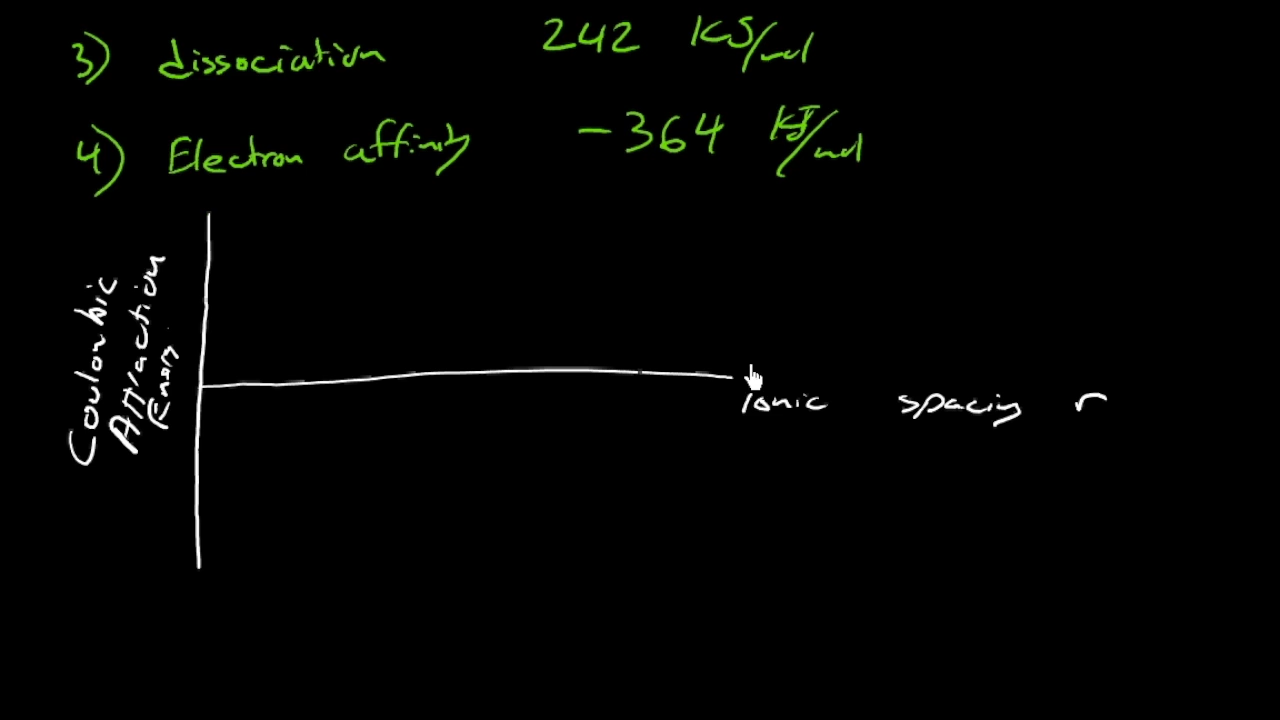 3) dissociation 242 KJ/mol
4) Electron affinity -364 KJ/mol
Coulombic
Attraction
Energy
Ionic spacing r